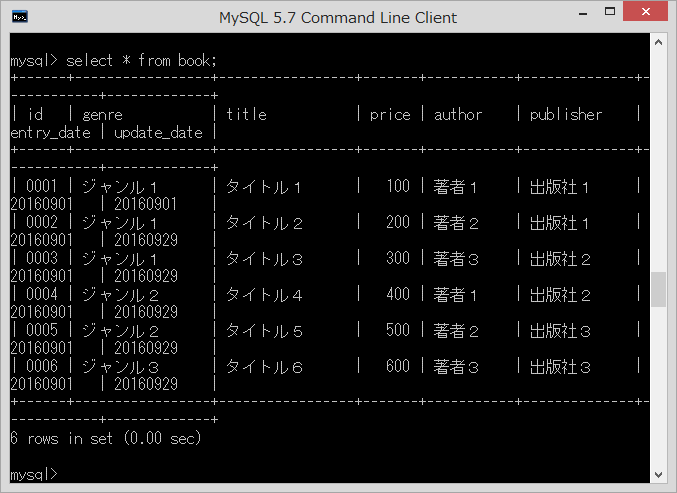 MySQL 5.7 Command Line Client
mysql> select * from book;
+------+---------------+-----------------+-------+-----------+--------------+-
-----------+-------------+
| id   | genre         | title           | price | author    | publisher    |
entry_date | update_date |
+------+---------------+-----------------+-------+-----------+--------------+-
-----------+-------------+
| 0001 | ジャンル１ | タイトル１ | 100 | 著者１ | 出版社１ |
20160901   | 20160901    |
| 0002 | ジャンル１ | タイトル２ | 200 | 著者２ | 出版社１ |
20160901   | 20160929    |
| 0003 | ジャンル１ | タイトル３ | 300 | 著者３ | 出版社２ |
20160901   | 20160929    |
| 0004 | ジャンル２ | タイトル４ | 400 | 著者１ | 出版社２ |
20160901   | 20160929    |
| 0005 | ジャンル２ | タイトル５ | 500 | 著者２ | 出版社３ |
20160901   | 20160929    |
| 0006 | ジャンル３ | タイトル６ | 600 | 著者３ | 出版社３ |
20160901   | 20160929    |
+------+---------------+-----------------+-------+-----------+--------------+-
-----------+-------------+
6 rows in set (0.00 sec)
mysql>